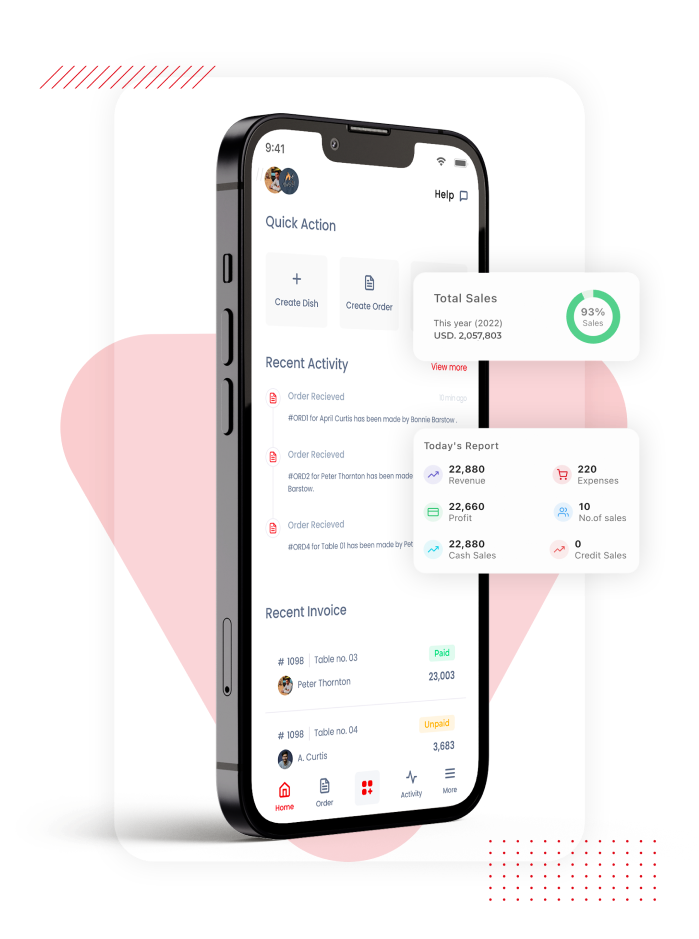 9:41
Help
Quick Action
Create Dish
Create Order
Total Sales
This year (2022)
USD. 2,057,803
93%
Sales
Recent Activity
View more
Order Recieved
10 min ago
#ORD1 for April Curtis has been made by Bonnie Barstow .
Order Recieved
#ORD2 for Peter Thornton has been made
Barstow.
Order Recieved
#ORD4 for Table 01 has been made by Pet
Today's Report
22,880
Revenue
220
Expenses
22,660
Profit
10
No.of sales
22,880
Cash Sales
0
Credit Sales
Recent Invoice
# 1098 Table no. 03
Paid
Peter Thornton
23,003
# 1098 Table no. 04
Unpaid
A. Curtis
3,683
Home
Order
Activity
More